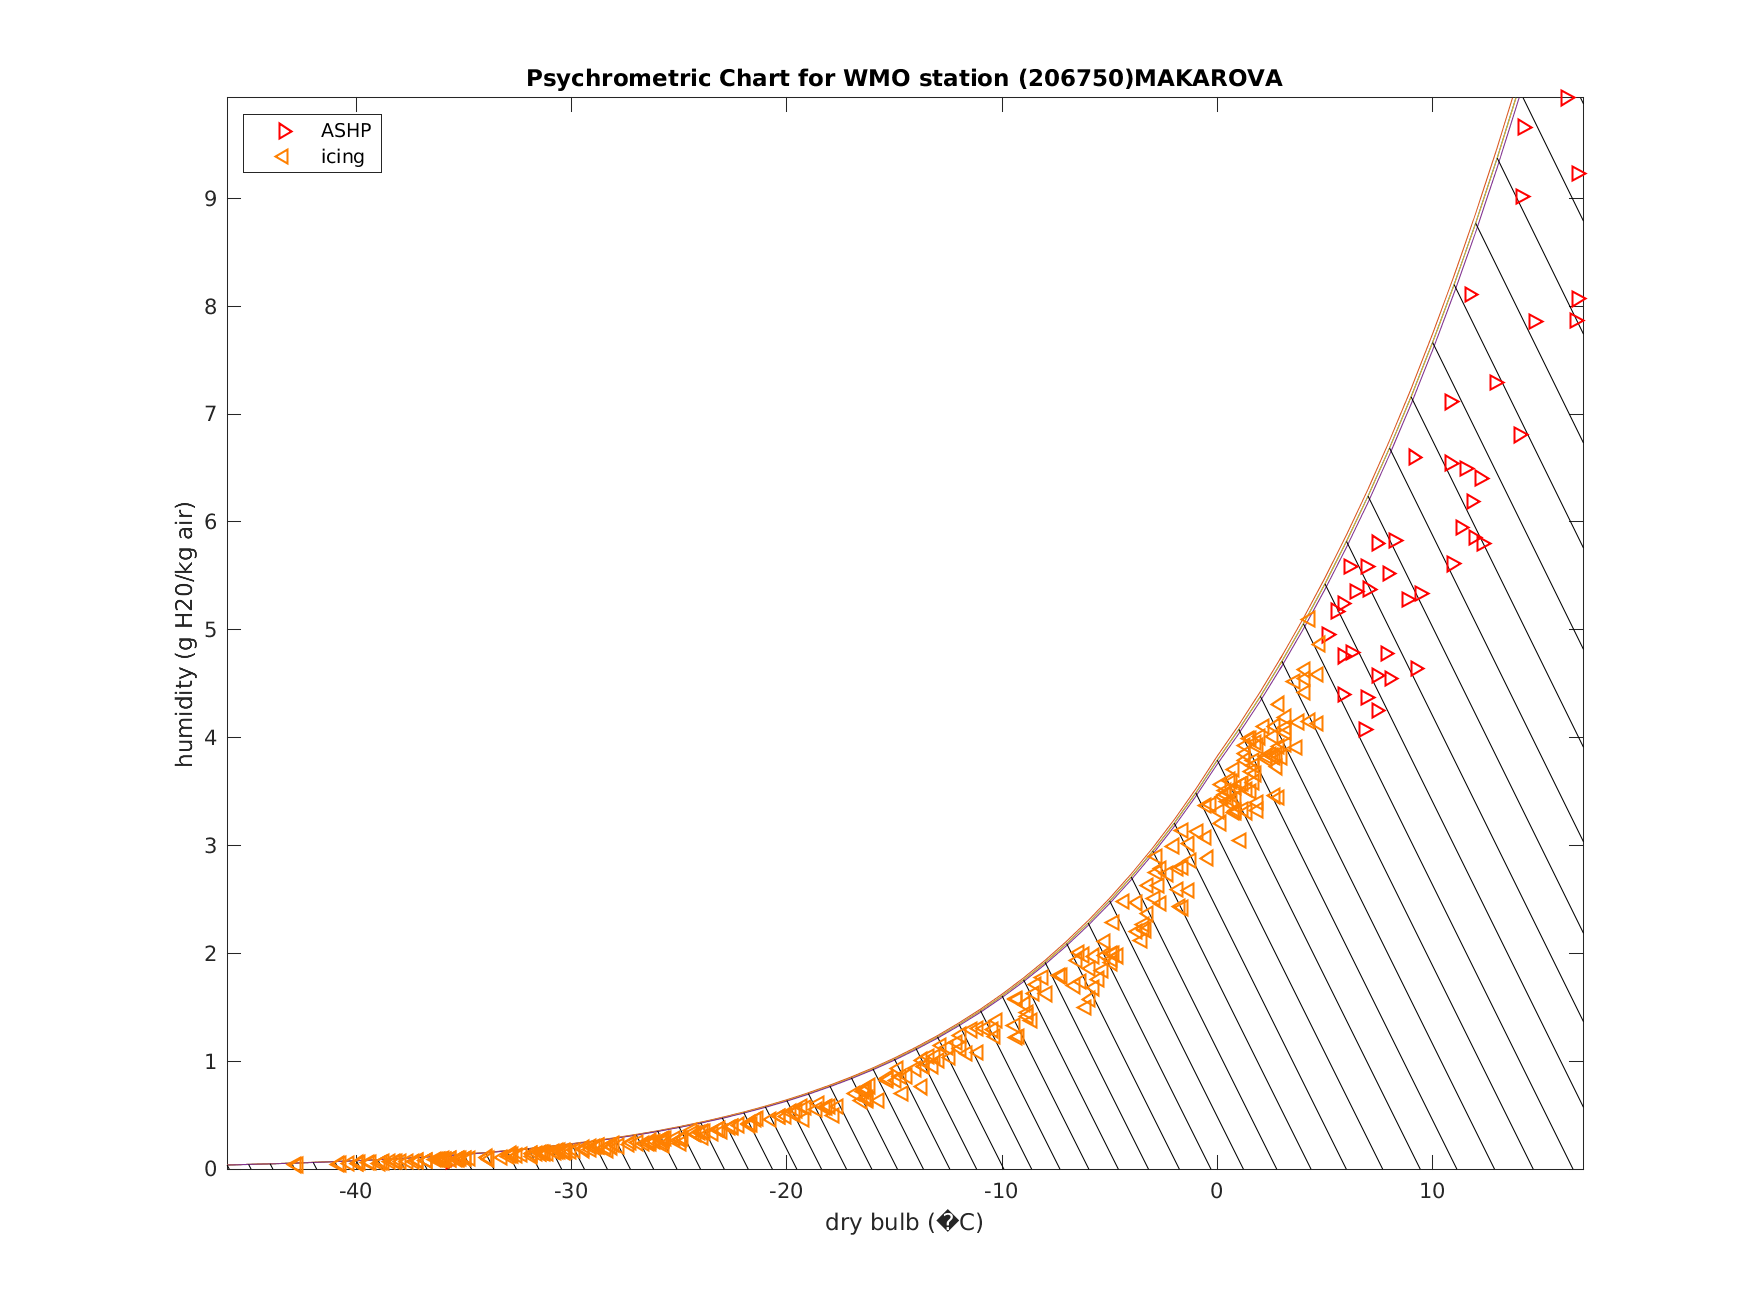 Psychrometric Chart for WMO station (206750)MAKAROVA
ASHP
icing
humidity (g H20/kg air)
9
8
7
6
5
4
3
2
1
0
-40 -30 -20 -10 0 10
dry bulb (�C)